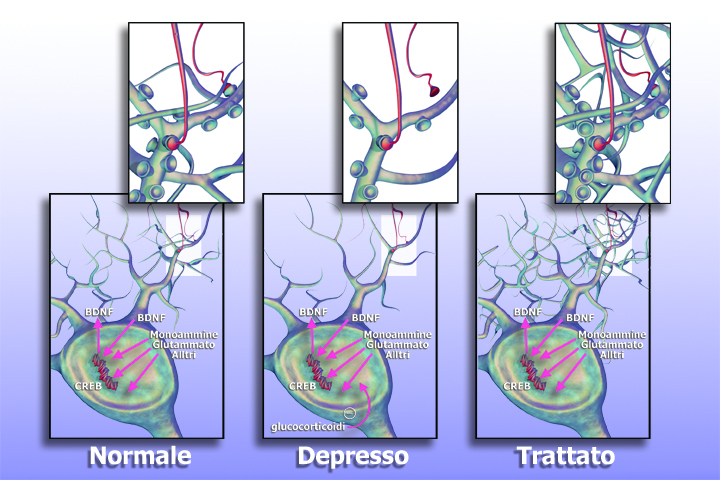 BDNF
BDNF
Monoammine
Glutammato
Alltri
CREB
Normale
BDNF
BDNF
Monoammine
Glutammato
Alltri
CREB
glucocorticoidi
Depresso
BDNF
BDNF
Monoammine
Glutammato
Alltri
CREB
Trattato